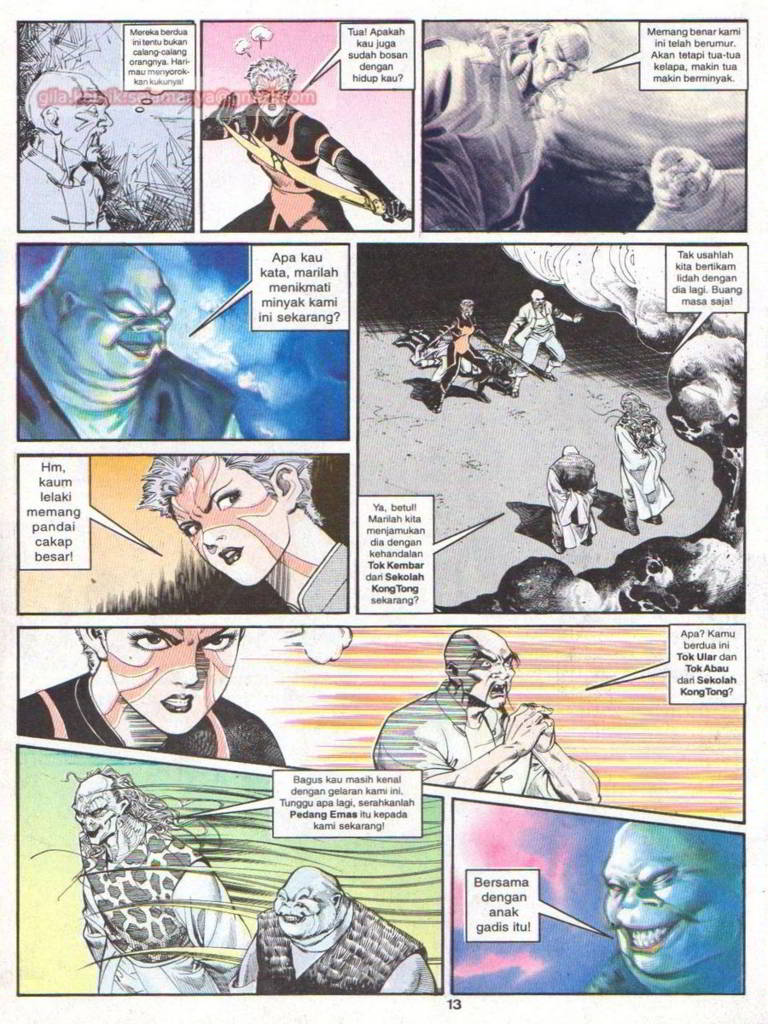 Mereka berdua
ini tentu bukan
calang-calang
orangnya. Hari-
mau menyorok-
kan kukunya!
Tua! Apakah
kau juga
sudah bosan
dengan
hidup kau?
Memang benar kami
ini telah berumur.
Akan tetapi tua-tua
kelapa, makin tua
makin berminyak.
Apa kau
kata, marilah
menikmati
minyak kami
ini sekarang?
Tak usahlah
kita bertikam
lidah dengan
dia lagi. Buang
masa saja!
Hm,
kaum
lelaki
memang
pandai
cakap
besar!
Ya, betul!
Marilah kita
menjamukan
dia dengan
kehandalan
Tok Kembar
dari Sekolah
KongTong
sekarang?
Apa? Kamu
berdua ini
Tok Ular dan
Tok Abau
dari Sekolah
KongTong?
Bagus kau masih kenal
dengan gelaran kami ini.
Tunggu apa lagi, serahkanlah
Pedang Emas itu kepada
kami sekarang!
Bersama
dengan
anak
gadis itu!
13